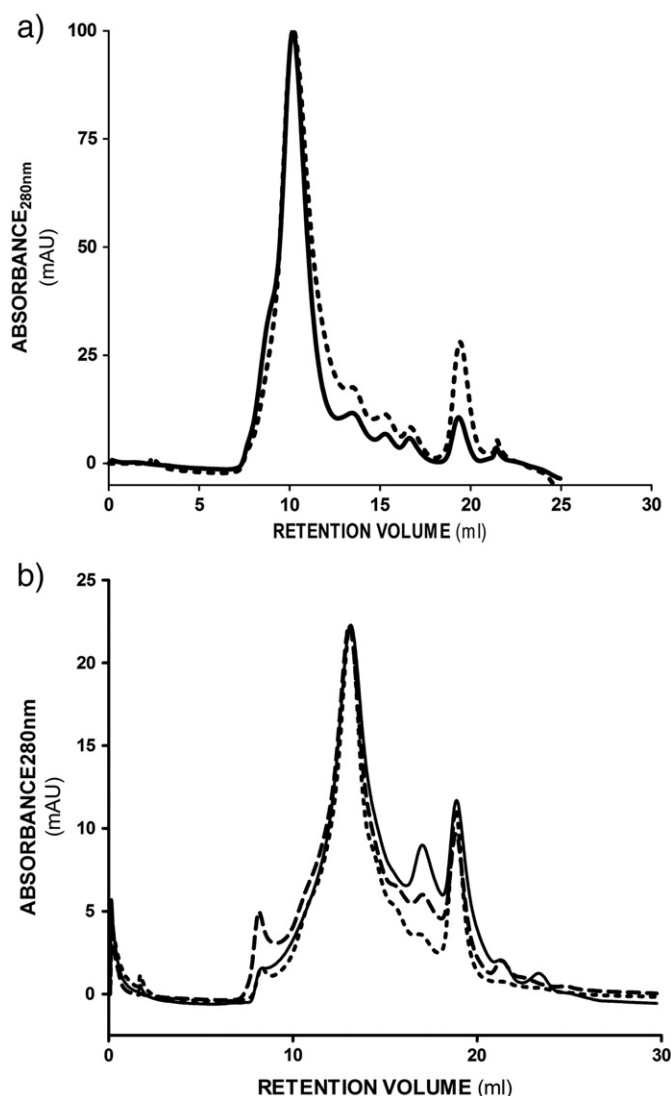 a)
100
75
50
25
0
ABSORBANCE280nm
(mAU)
0 5 10 15 20 25 30
RETENTION VOLUME (ml)
b)
25
20
15
10
5
0
ABSORBANCE280nm
(mAU)
0 10 20 30
RETENTION VOLUME (ml)